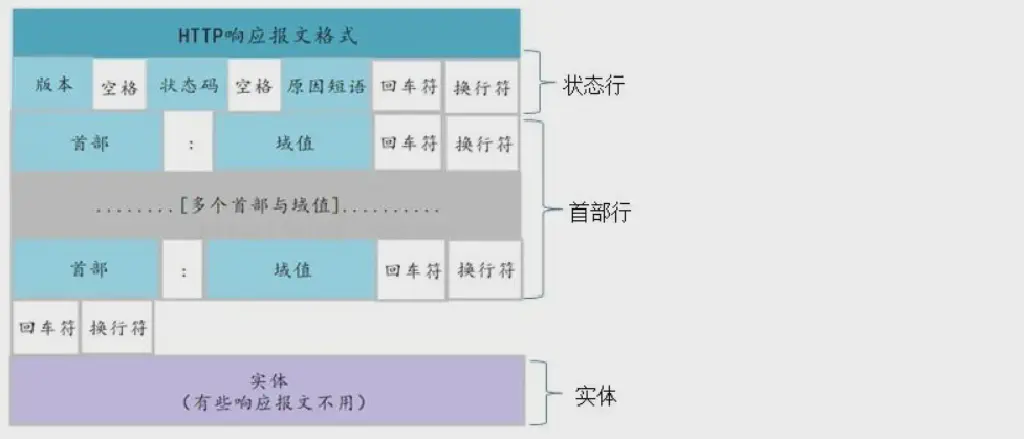 HTTP响应报文格式
版本 空格 状态码 空格 原因短语 回车符 换行符 状态行
首部 : 域值 回车符 换行符
........[多个首部与域值].......... 首部行
首部 : 域值 回车符 换行符
回车符 换行符
实体
(有些响应报文不用) 实体